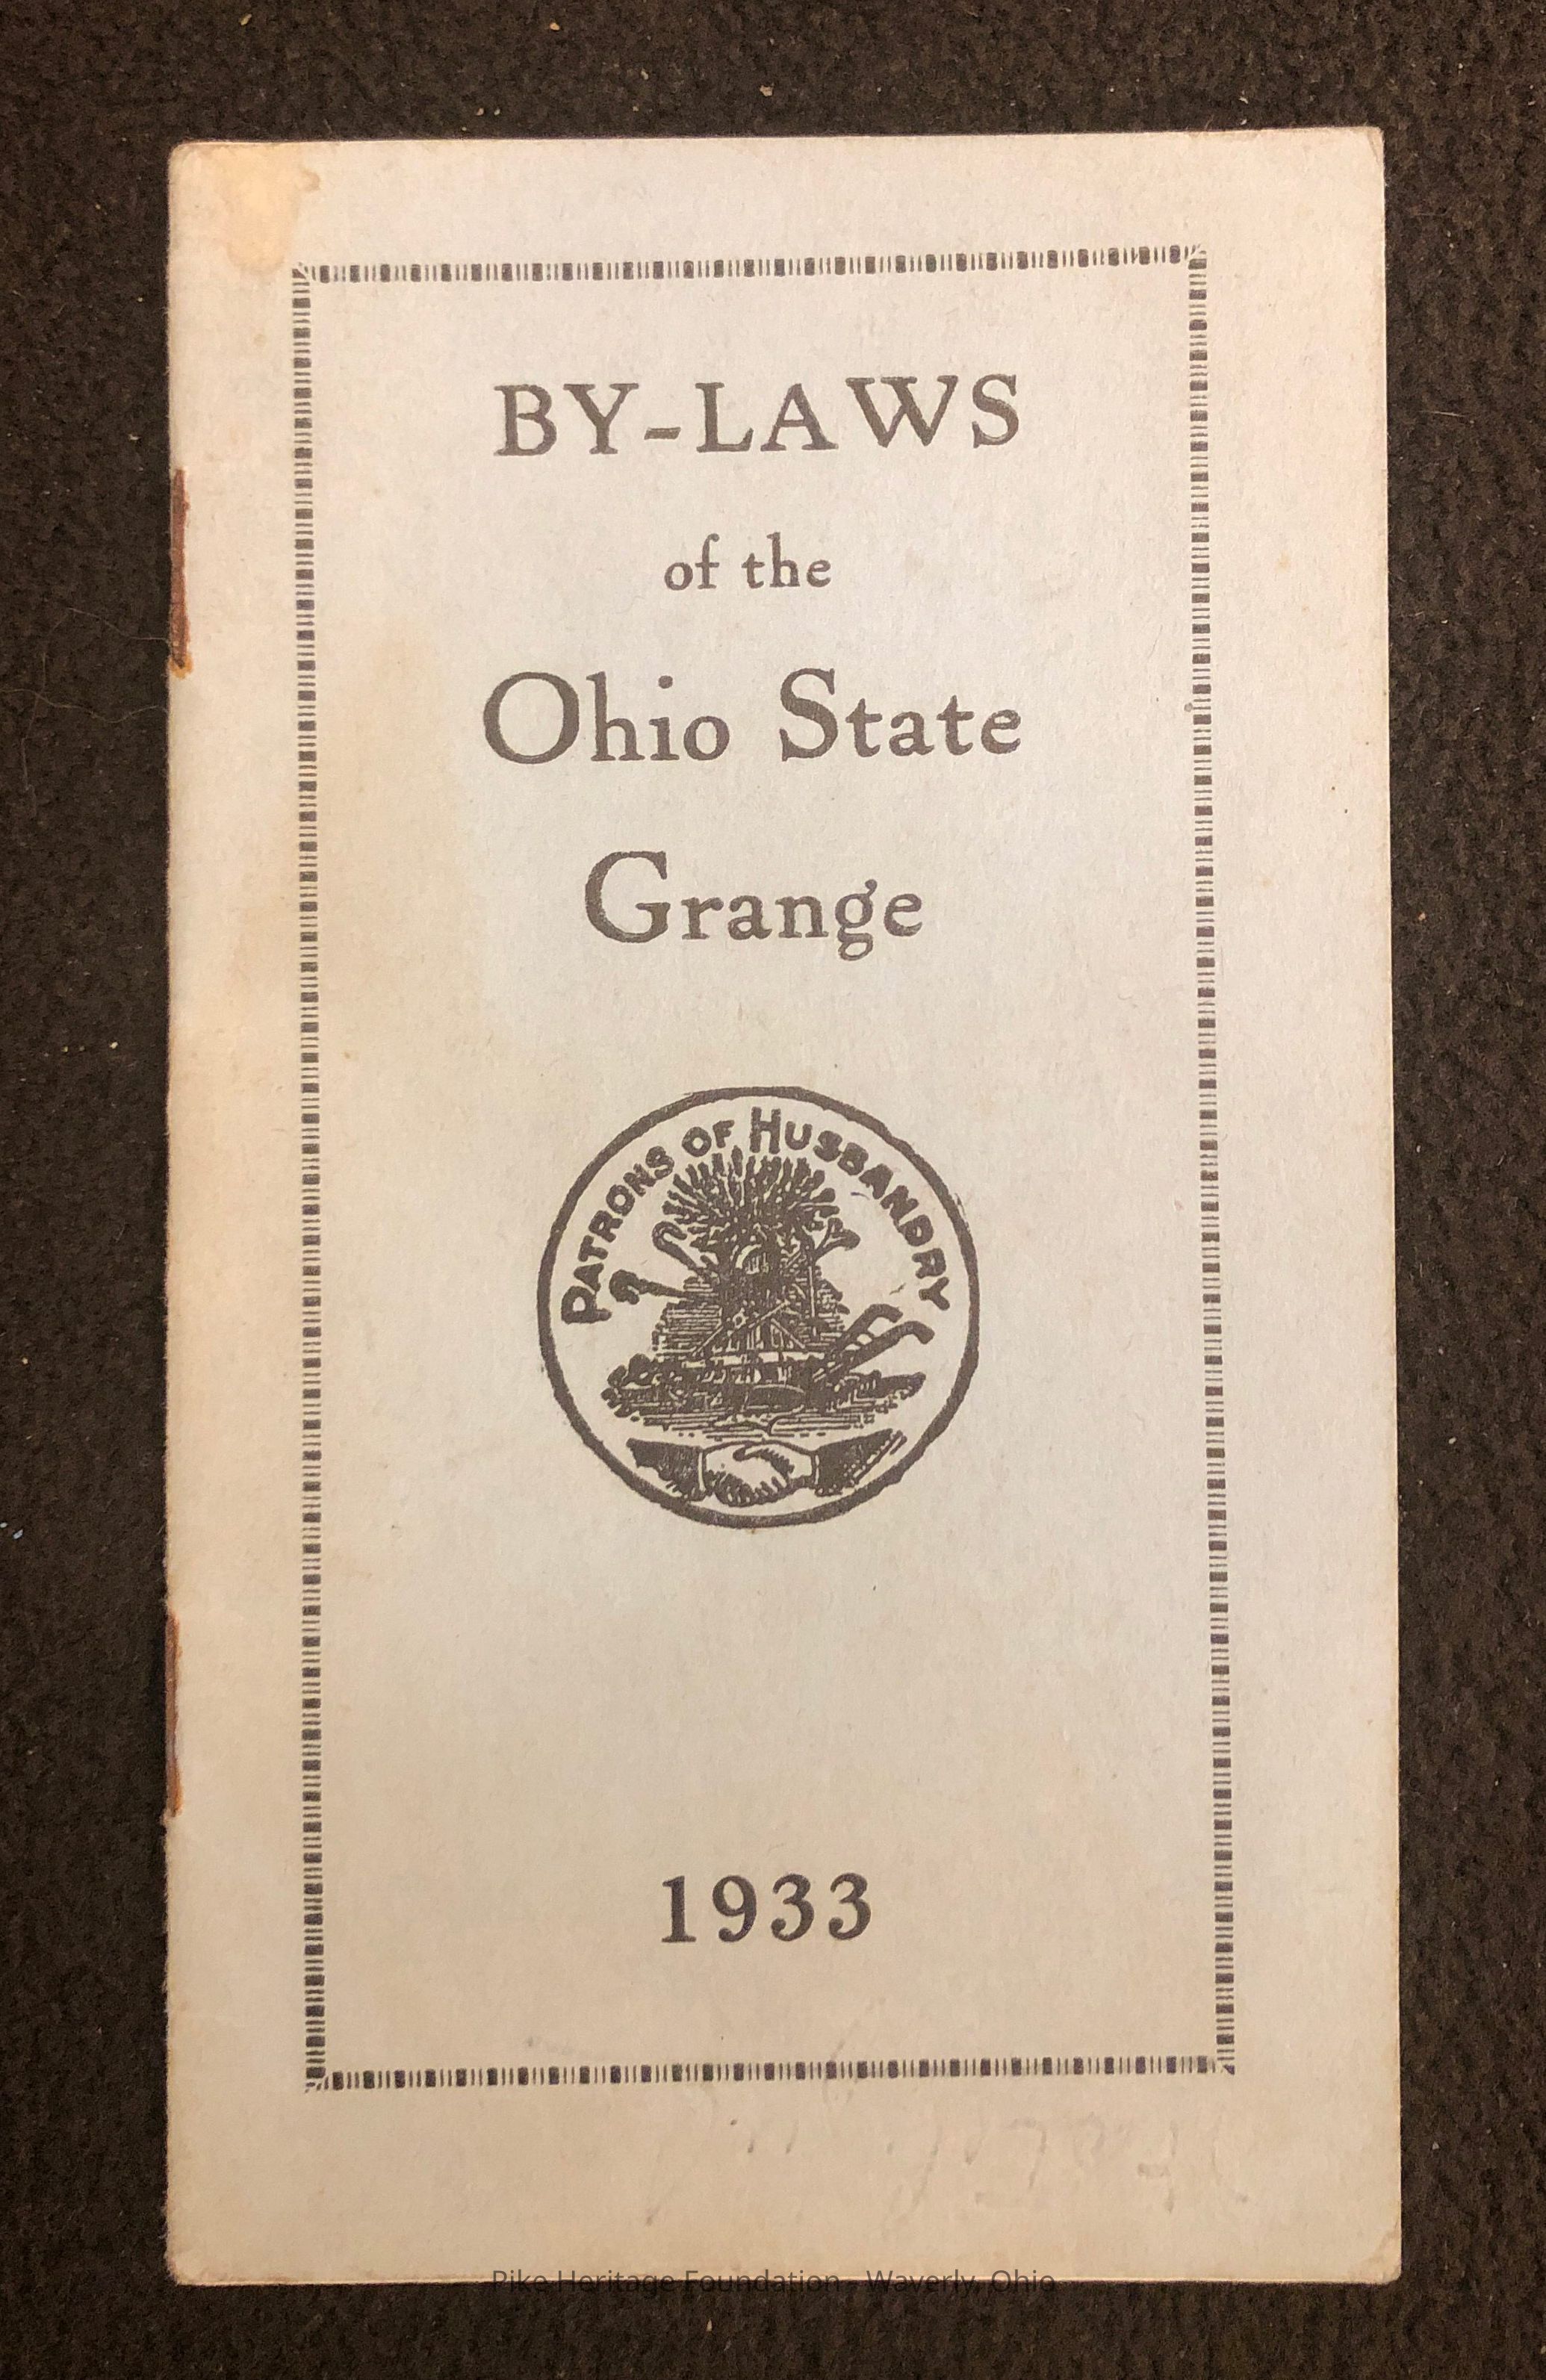 BY-LAWS
of the
Ohio State
Grange
PATRONS OF HUSBANDRY
1933
Pike Heritage Foundation - Waverly, Ohio